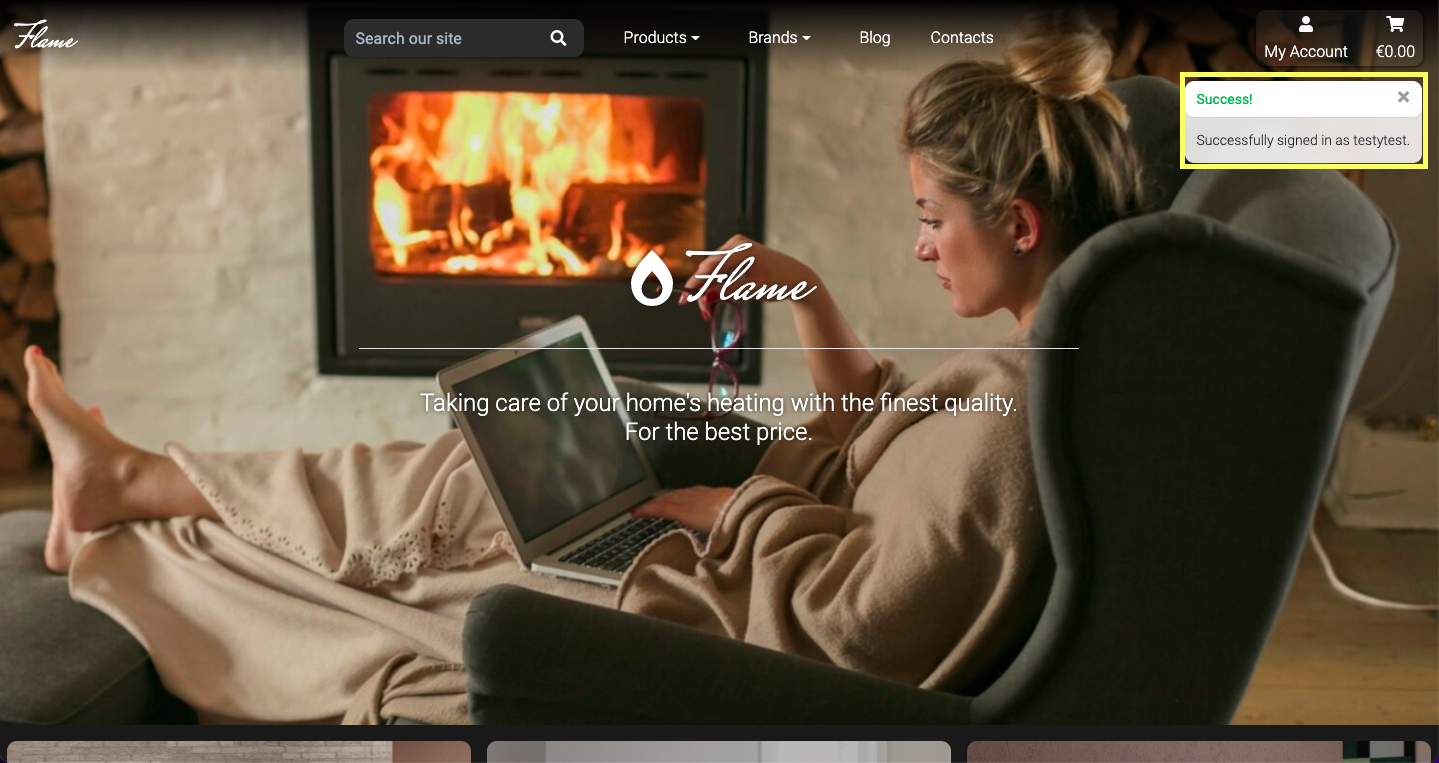 Flame
Search our site
Products
Brands
Blog
Contacts
My Account
€0.00
Success!
Successfully signed in as testytest.
Flame
Taking care of your home's heating with the finest quality.
For the best price.